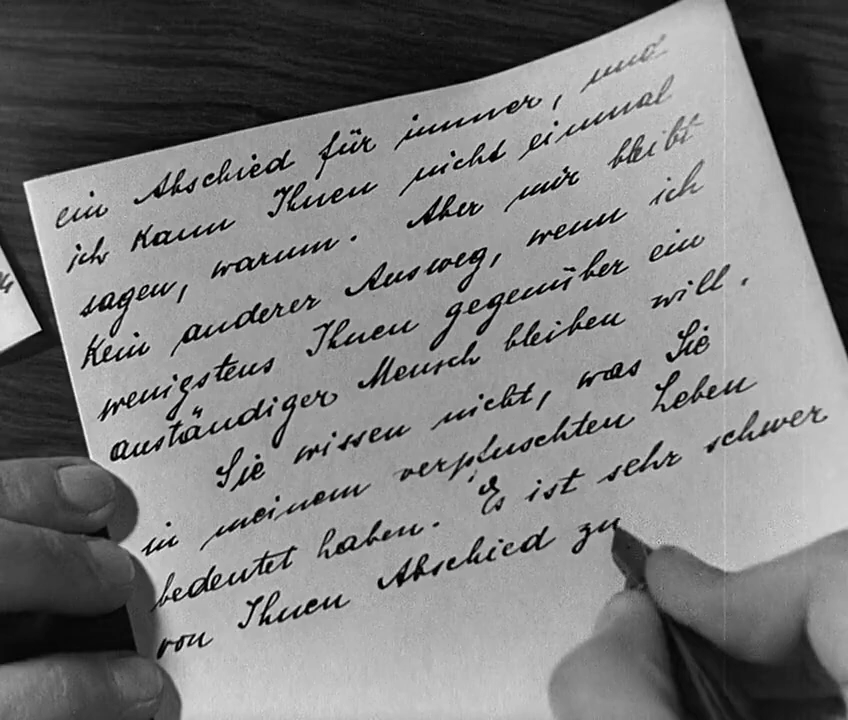 ein Abschied für immer, und
ich kann Ihnen nicht einmal
sagen, warum. Aber mir bleibt
kein anderer Ausweg, wenn ich
wenigstens Ihnen gegenüber ein
anständiger Mensch bleiben will.
Sie wissen nicht, was Sie
in meinem verpfuschten Leben
bedeutet haben. Es ist sehr schwer
von Ihnen Abschied zu